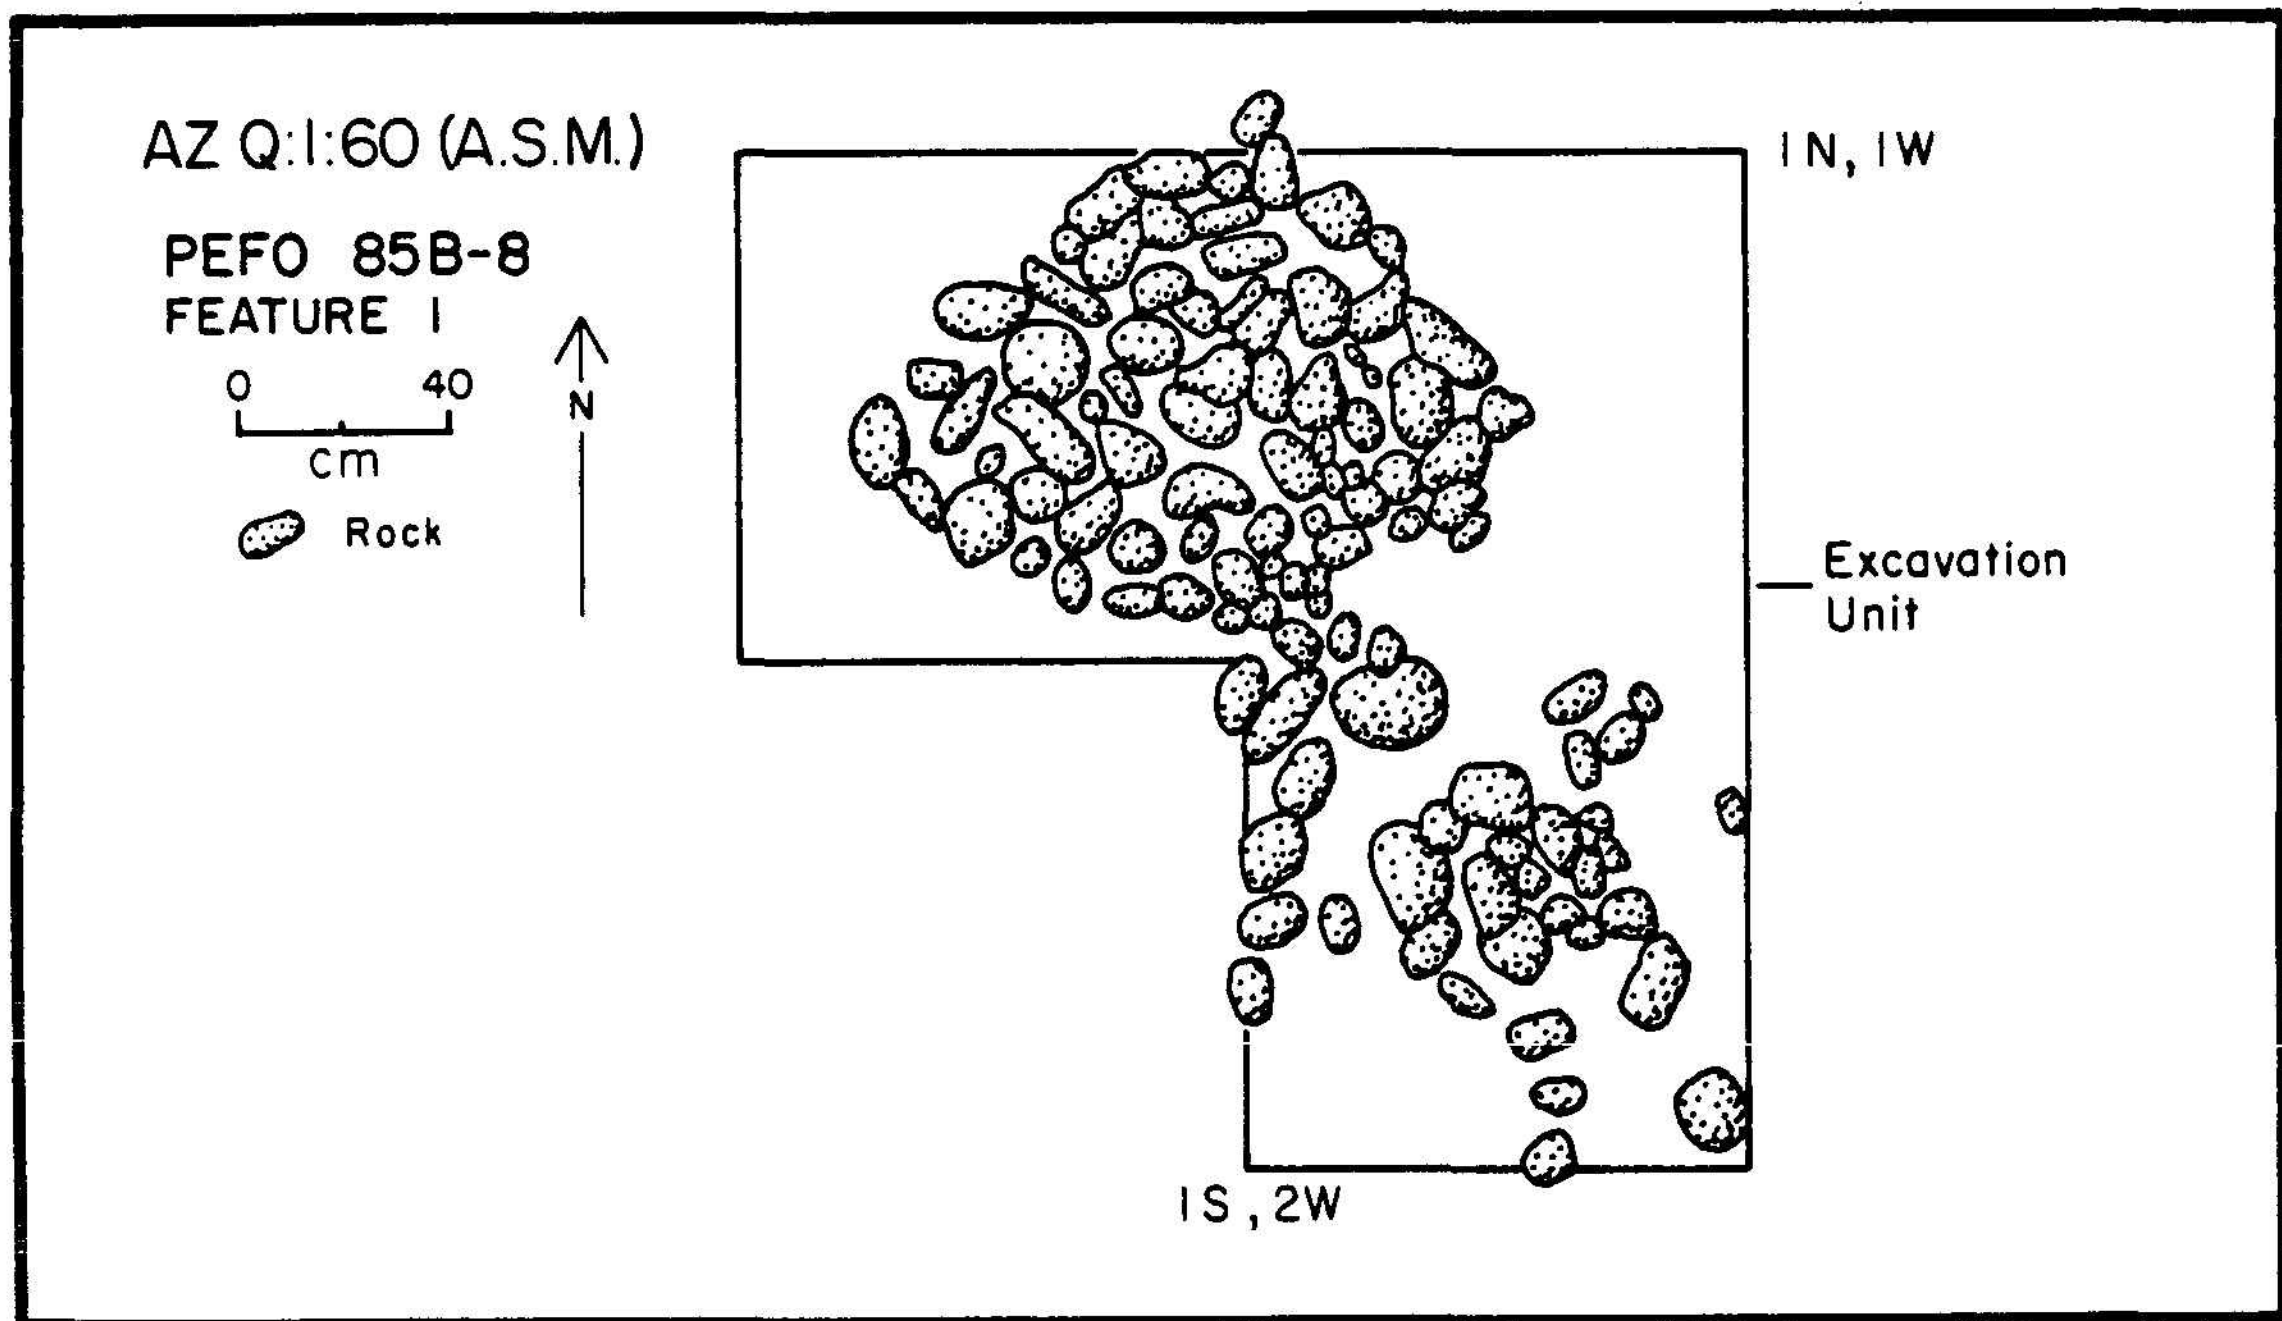 AZ Q:1:60 (A.S.M.)
PEFO 85B-8
FEATURE 1
0 40
cm
Rock
N
1N, 1W
Excavation
Unit
1S, 2W